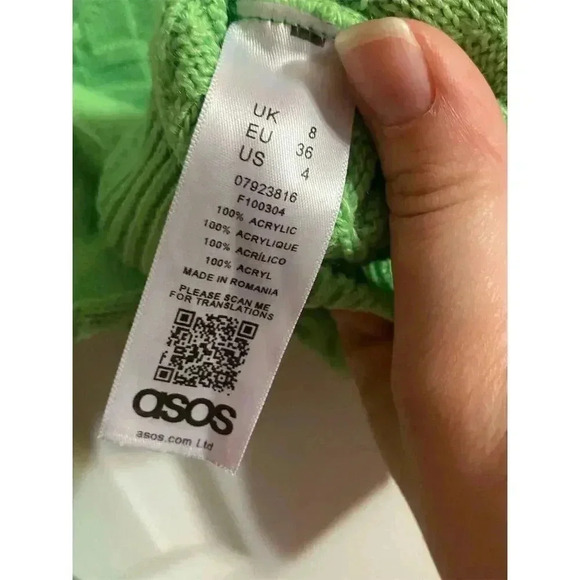 UK 8
EU 36
US 4
07923816
F100304
100% ACRYLIC
100% ACRYLIQUE
100% ACRÍLICO
100% ACRYL
MADE IN ROMANIA
PLEASE SCAN ME
FOR TRANSLATIONS
asos
asos.com Ltd